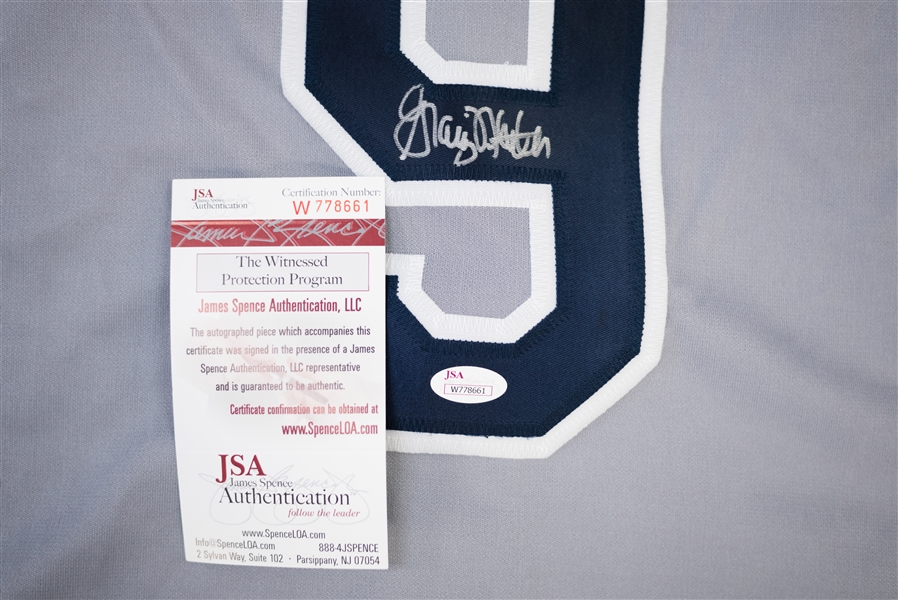 9
JSA
Authentication
Certification Number:
W 778661
The Witnessed
Protection Program
James Spence Authentication, LLC
The autographed piece which accompanies this
certificate was signed in the presence of a James
Spence Authentication, LLC representative
and is guaranteed to be authentic.
Certificate confirmation can be obtained at
www.SpenceLOA.com
JSA
James Spence
Authentication
follow the leader
www.SpenceLOA.com
Info@SpenceLOA.com 888-4JSPENCE
2 Sylvan Way, Suite 102 · Parsippany, NJ 07054
JSA
W778661